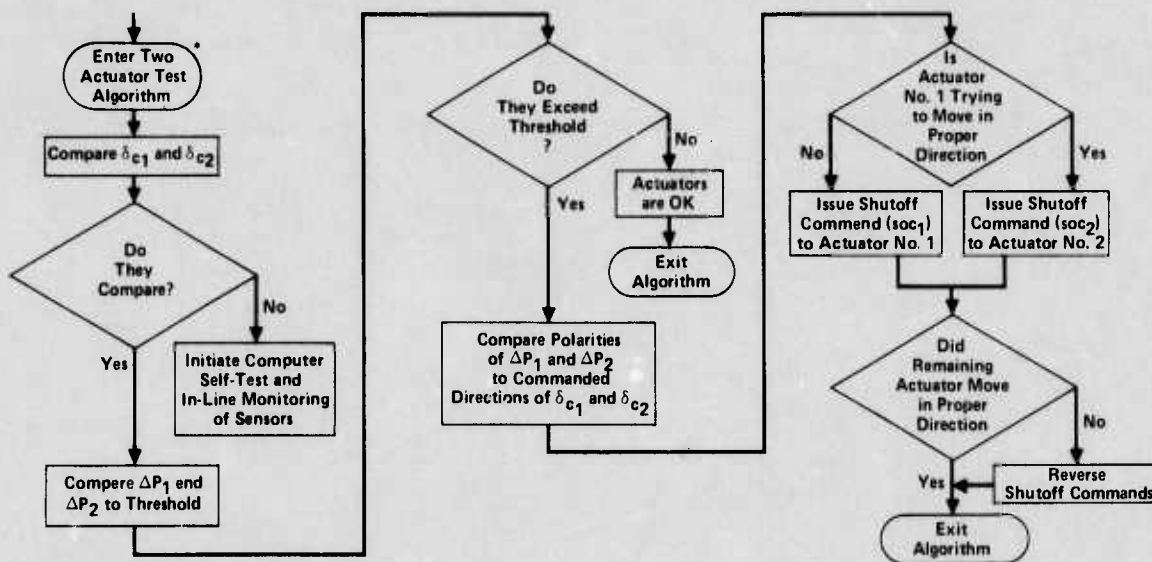 Enter Two *
Actuator Test
Algorithm
Compare δc1 and δc2
Do
They
Compare?
No
Yes
Initiate Computer
Self-Test and
In-Line Monitoring
of Sensors
Compere ΔP1 end
ΔP2 to Threshold
Do
They Exceed
Threshold
?
No
Yes
Actuators
are OK
Exit
Algorithm
Compare Polarities
of ΔP1 and ΔP2
to Commanded
Directions of δc1 and δc2
Is
Actuator
No. 1 Trying
to Move in
Proper
Direction
No
Yes
Issue Shutoff
Commend (soc1)
to Actuator No. 1
Issue Shutoff
Command (soc2)
to Actuator No. 2
Did
Remaining
Actuator Move
in Proper
Direction
No
Yes
Reverse
Shutoff Commands
Exit
Algorithm